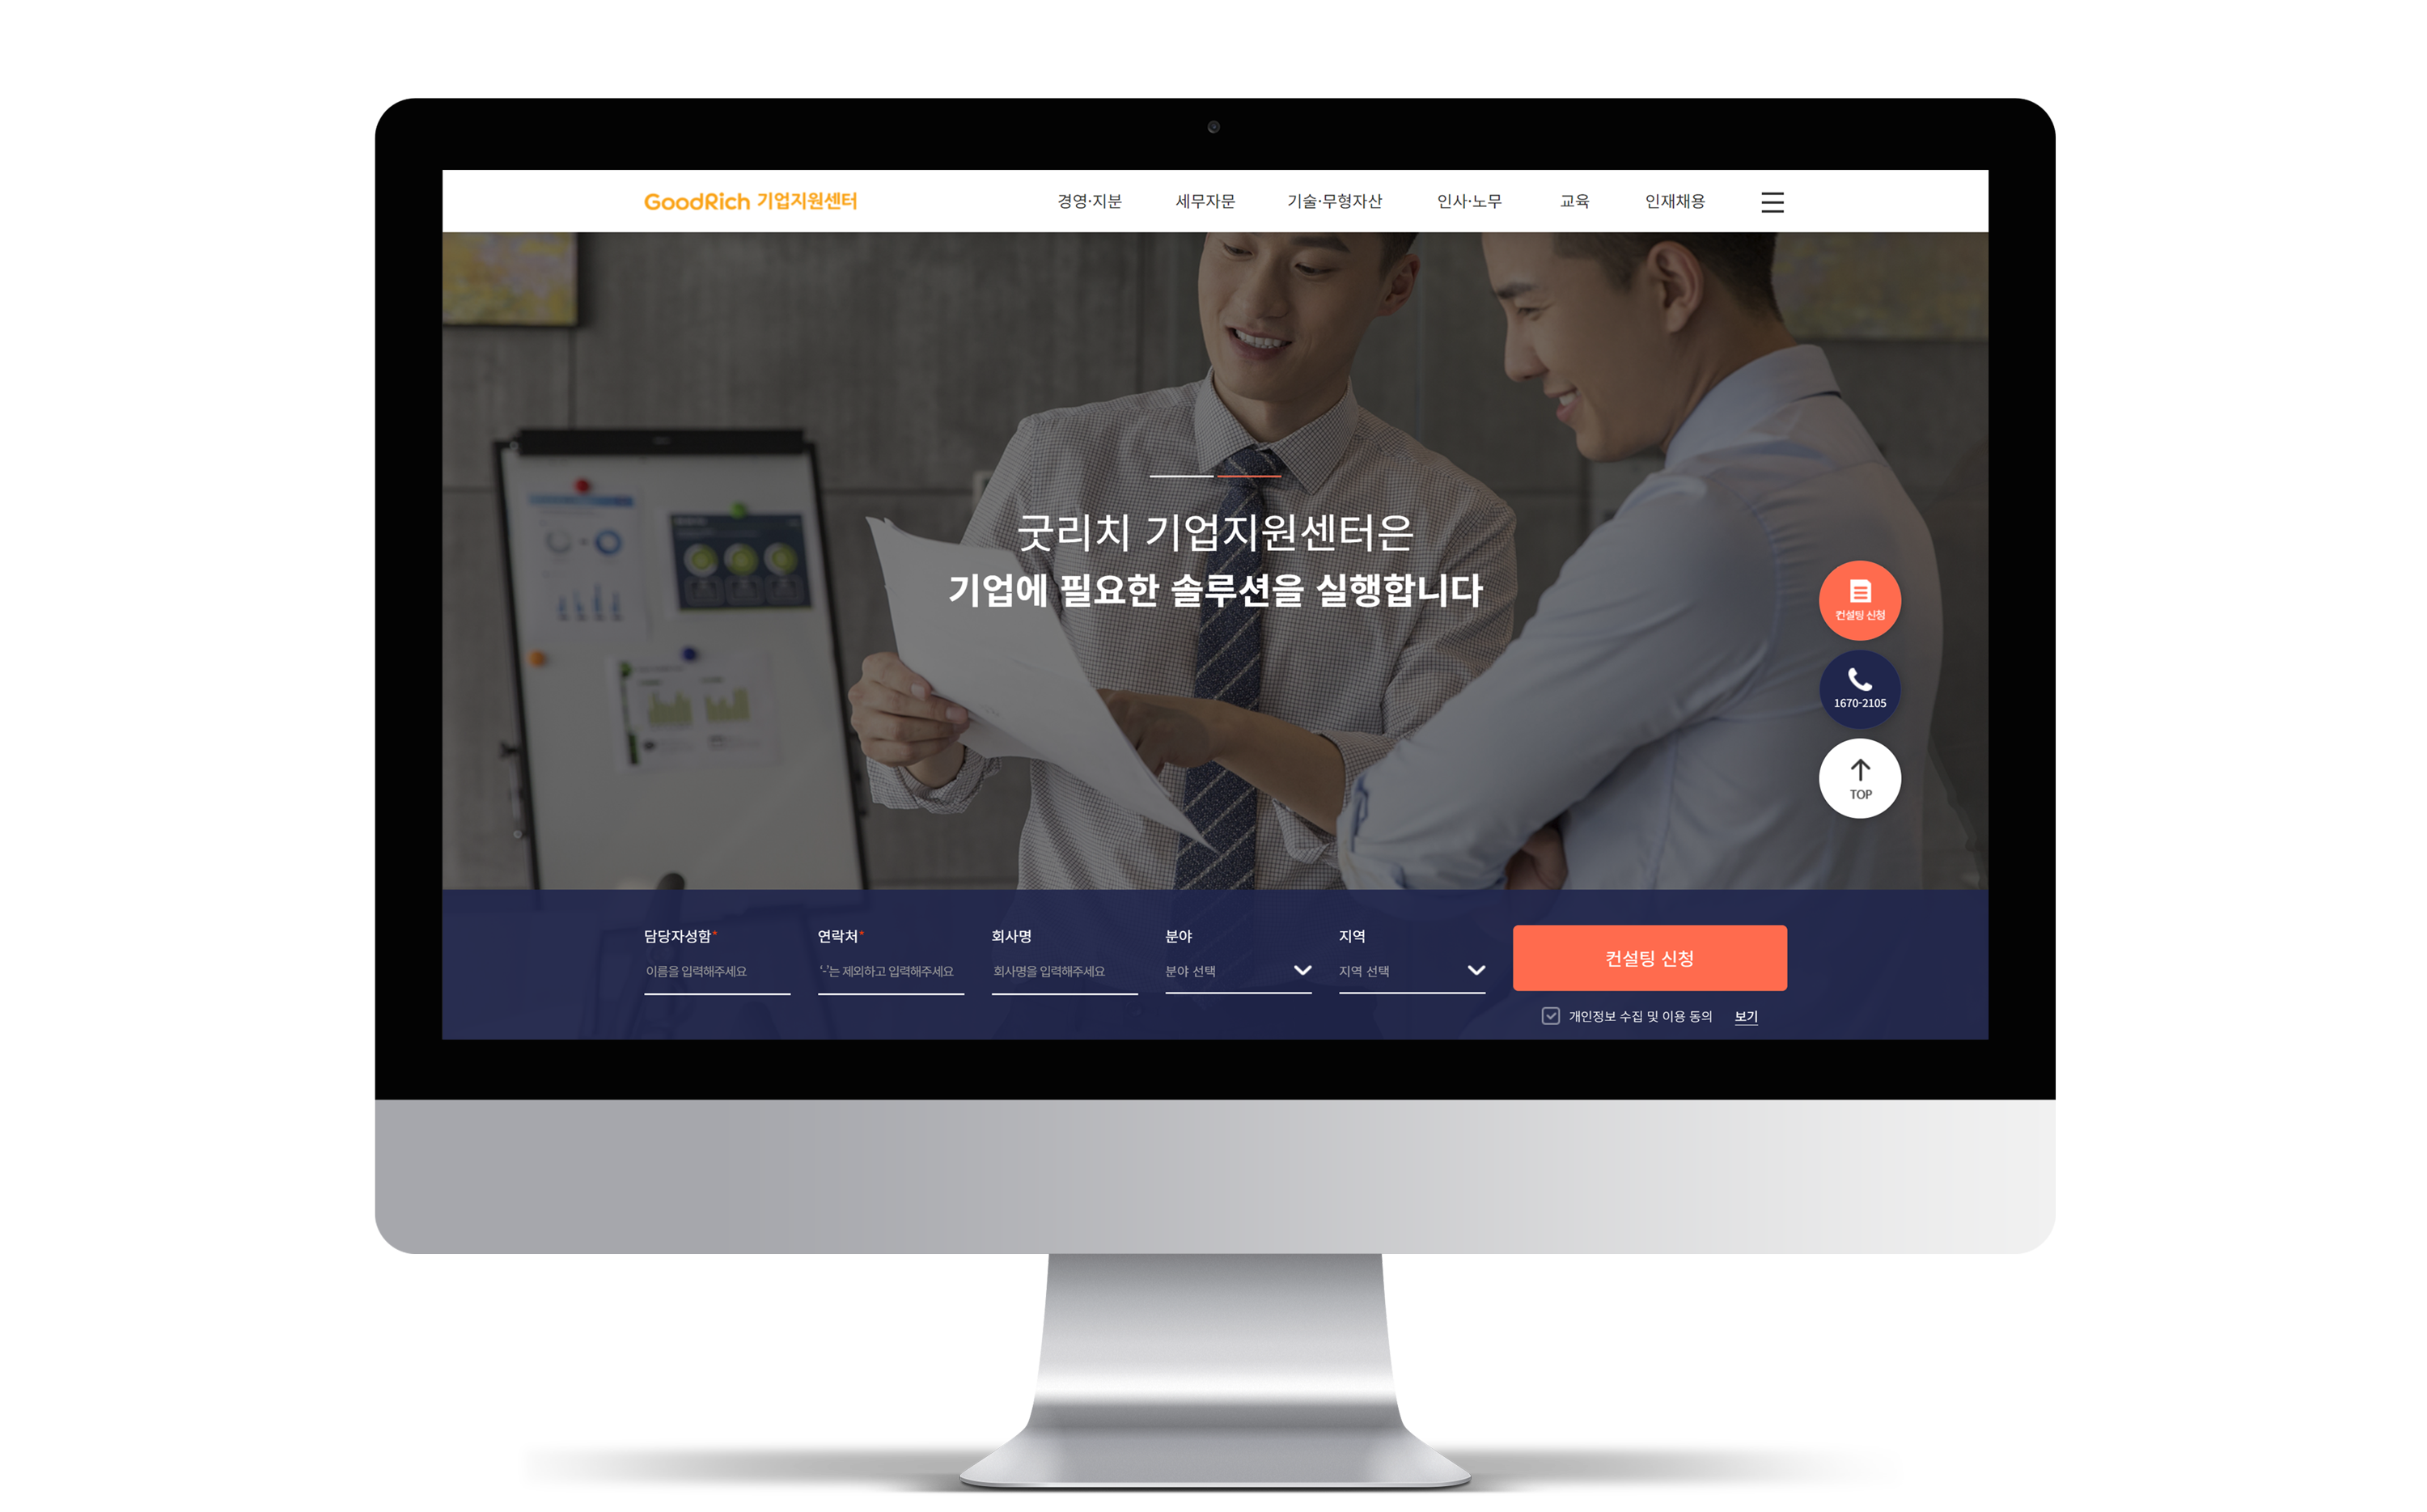 GoodRich 기업지원센터
경영·지분 세무자문 기술·무형자산 인사·노무 교육 인재채용
굿리치 기업지원센터은
기업에 필요한 솔루션을 실행합니다
컨설팅 신청
1670-2105
TOP
담당자성함* 연락처* 회사명 분야 지역
이름을 입력해주세요 '-'는 제외하고 입력해주세요 회사명을 입력해주세요 분야 선택 지역 선택
컨설팅 신청
개인정보 수집 및 이용 동의 보기